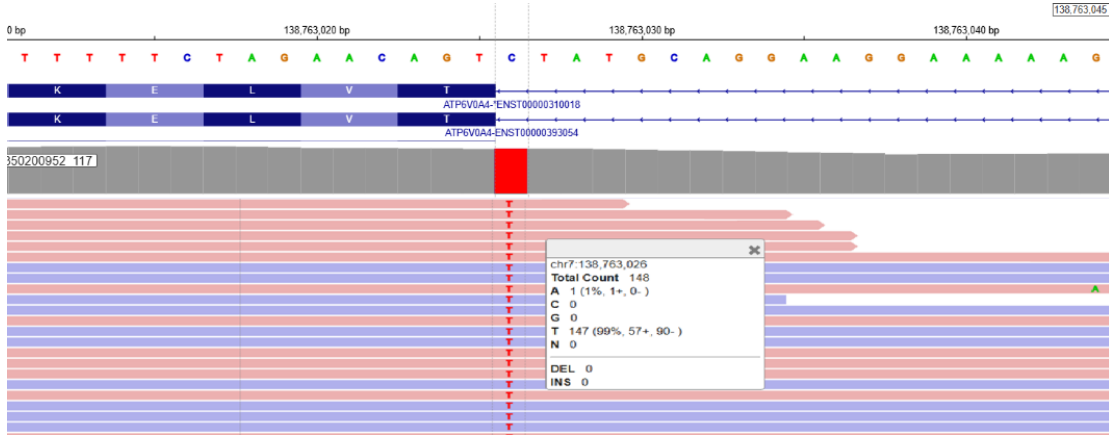 138,763,045
0 bp 138,763,020 bp 138,763,030 bp 138,763,040 bp
T T T T T C T A G A A C A G T C T A T G C A G G A A G G A A A A A G
K E L V T
ATP6V0A4-'ENST00000310018
K E L V T
ATP6V0A4-ENST00000393054
350200952 117
T
T
T
T
T
chr7:138,763,026
T
Total Count 148
T
A 1 (1%, 1+, 0- )
T
A
C 0
T
G 0
T
T 147 (99%, 57+, 90- )
T
N 0
T
T
DEL 0
T
INS 0
T
T
T
T
T
T